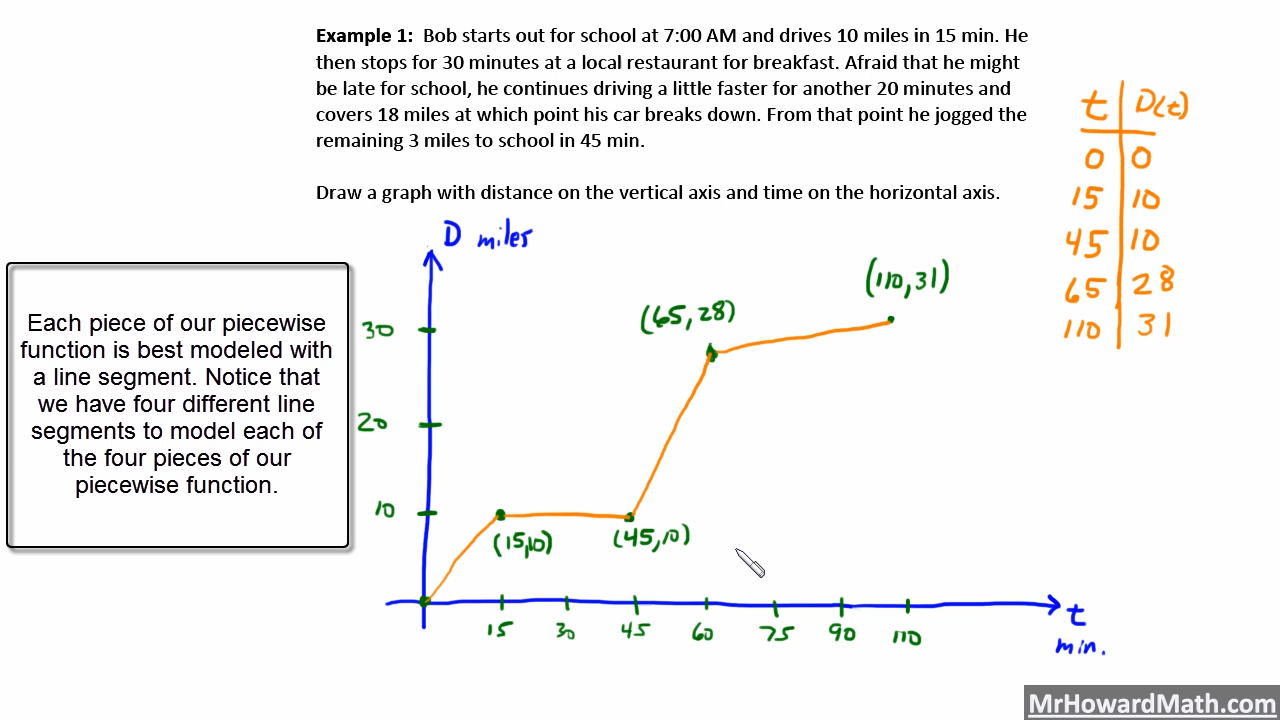 Example 1: Bob starts out for school at 7:00 AM and drives 10 miles in 15 min. He
then stops for 30 minutes at a local restaurant for breakfast. Afraid that he might
be late for school, he continues driving a little faster for another 20 minutes and
covers 18 miles at which point his car breaks down. From that point he jogged the
remaining 3 miles to school in 45 min.
Draw a graph with distance on the vertical axis and time on the horizontal axis.
t D(t)
0 0
15 10
45 10
65 28
110 31
Each piece of our piecewise
function is best modeled with
a line segment. Notice that
we have four different line
segments to model each of
the four pieces of our
piecewise function.
D miles
(110,31)
(65,28)
30
20
10
(15,10)
(45,10)
15 30 45 60 75 90 110
t
min.
MrHowardMath.com